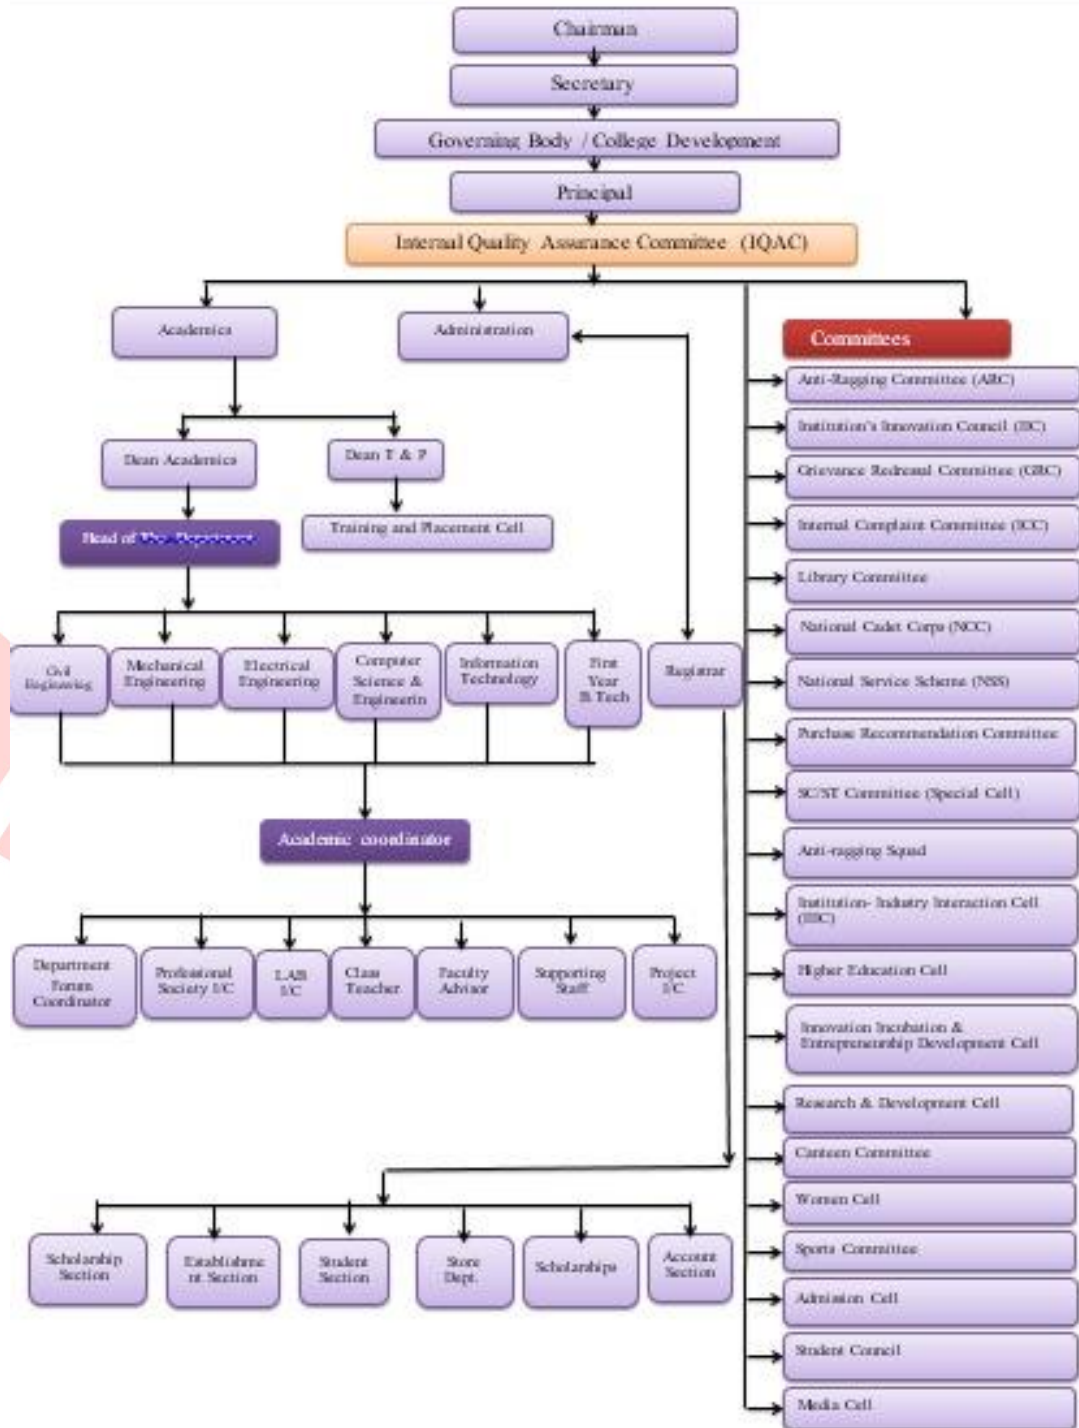 Chairman
Secretary
Governing Body / College Development
Principal
Internal Quality Assurance Committee (IQAC)
Academics
Administration
Committees
Anti-Ragging Committee (ARC)
Institution's Innovation Council (IIC)
Grievance Redressal Committee (GRC)
Internal Complaint Committee (ICC)
Library Committee
National Cadet Corps (NCC)
National Service Scheme (NSS)
Purchase Recommendation Committee
SC/ST Committee (Special Cell)
Anti-ragging Squad
Institution- Industry Interaction Cell
(IIIC)
Higher Education Cell
Innovation Incubation &
Entrepreneurship Development Cell
Research & Development Cell
Canteen Committee
Women Cell
Sports Committee
Admission Cell
Student Council
Media Cell
Dean Academics
Dean T & P
Head of The Department
Training and Placement Cell
Civil
Engineering
Mechanical
Engineering
Electrical
Engineering
Computer
Science &
Engineerin
Information
Technology
First
Year
B.Tech
Registrar
Academic coordinator
Department
Forum
Coordinator
Professional
Society I/C
LAB
I/C
Class
Teacher
Faculty
Advisor
Supporting
Staff
Project
I/C
Scholarship
Section
Establishme
nt Section
Student
Section
Store
Dept.
Scholarships
Account
Section